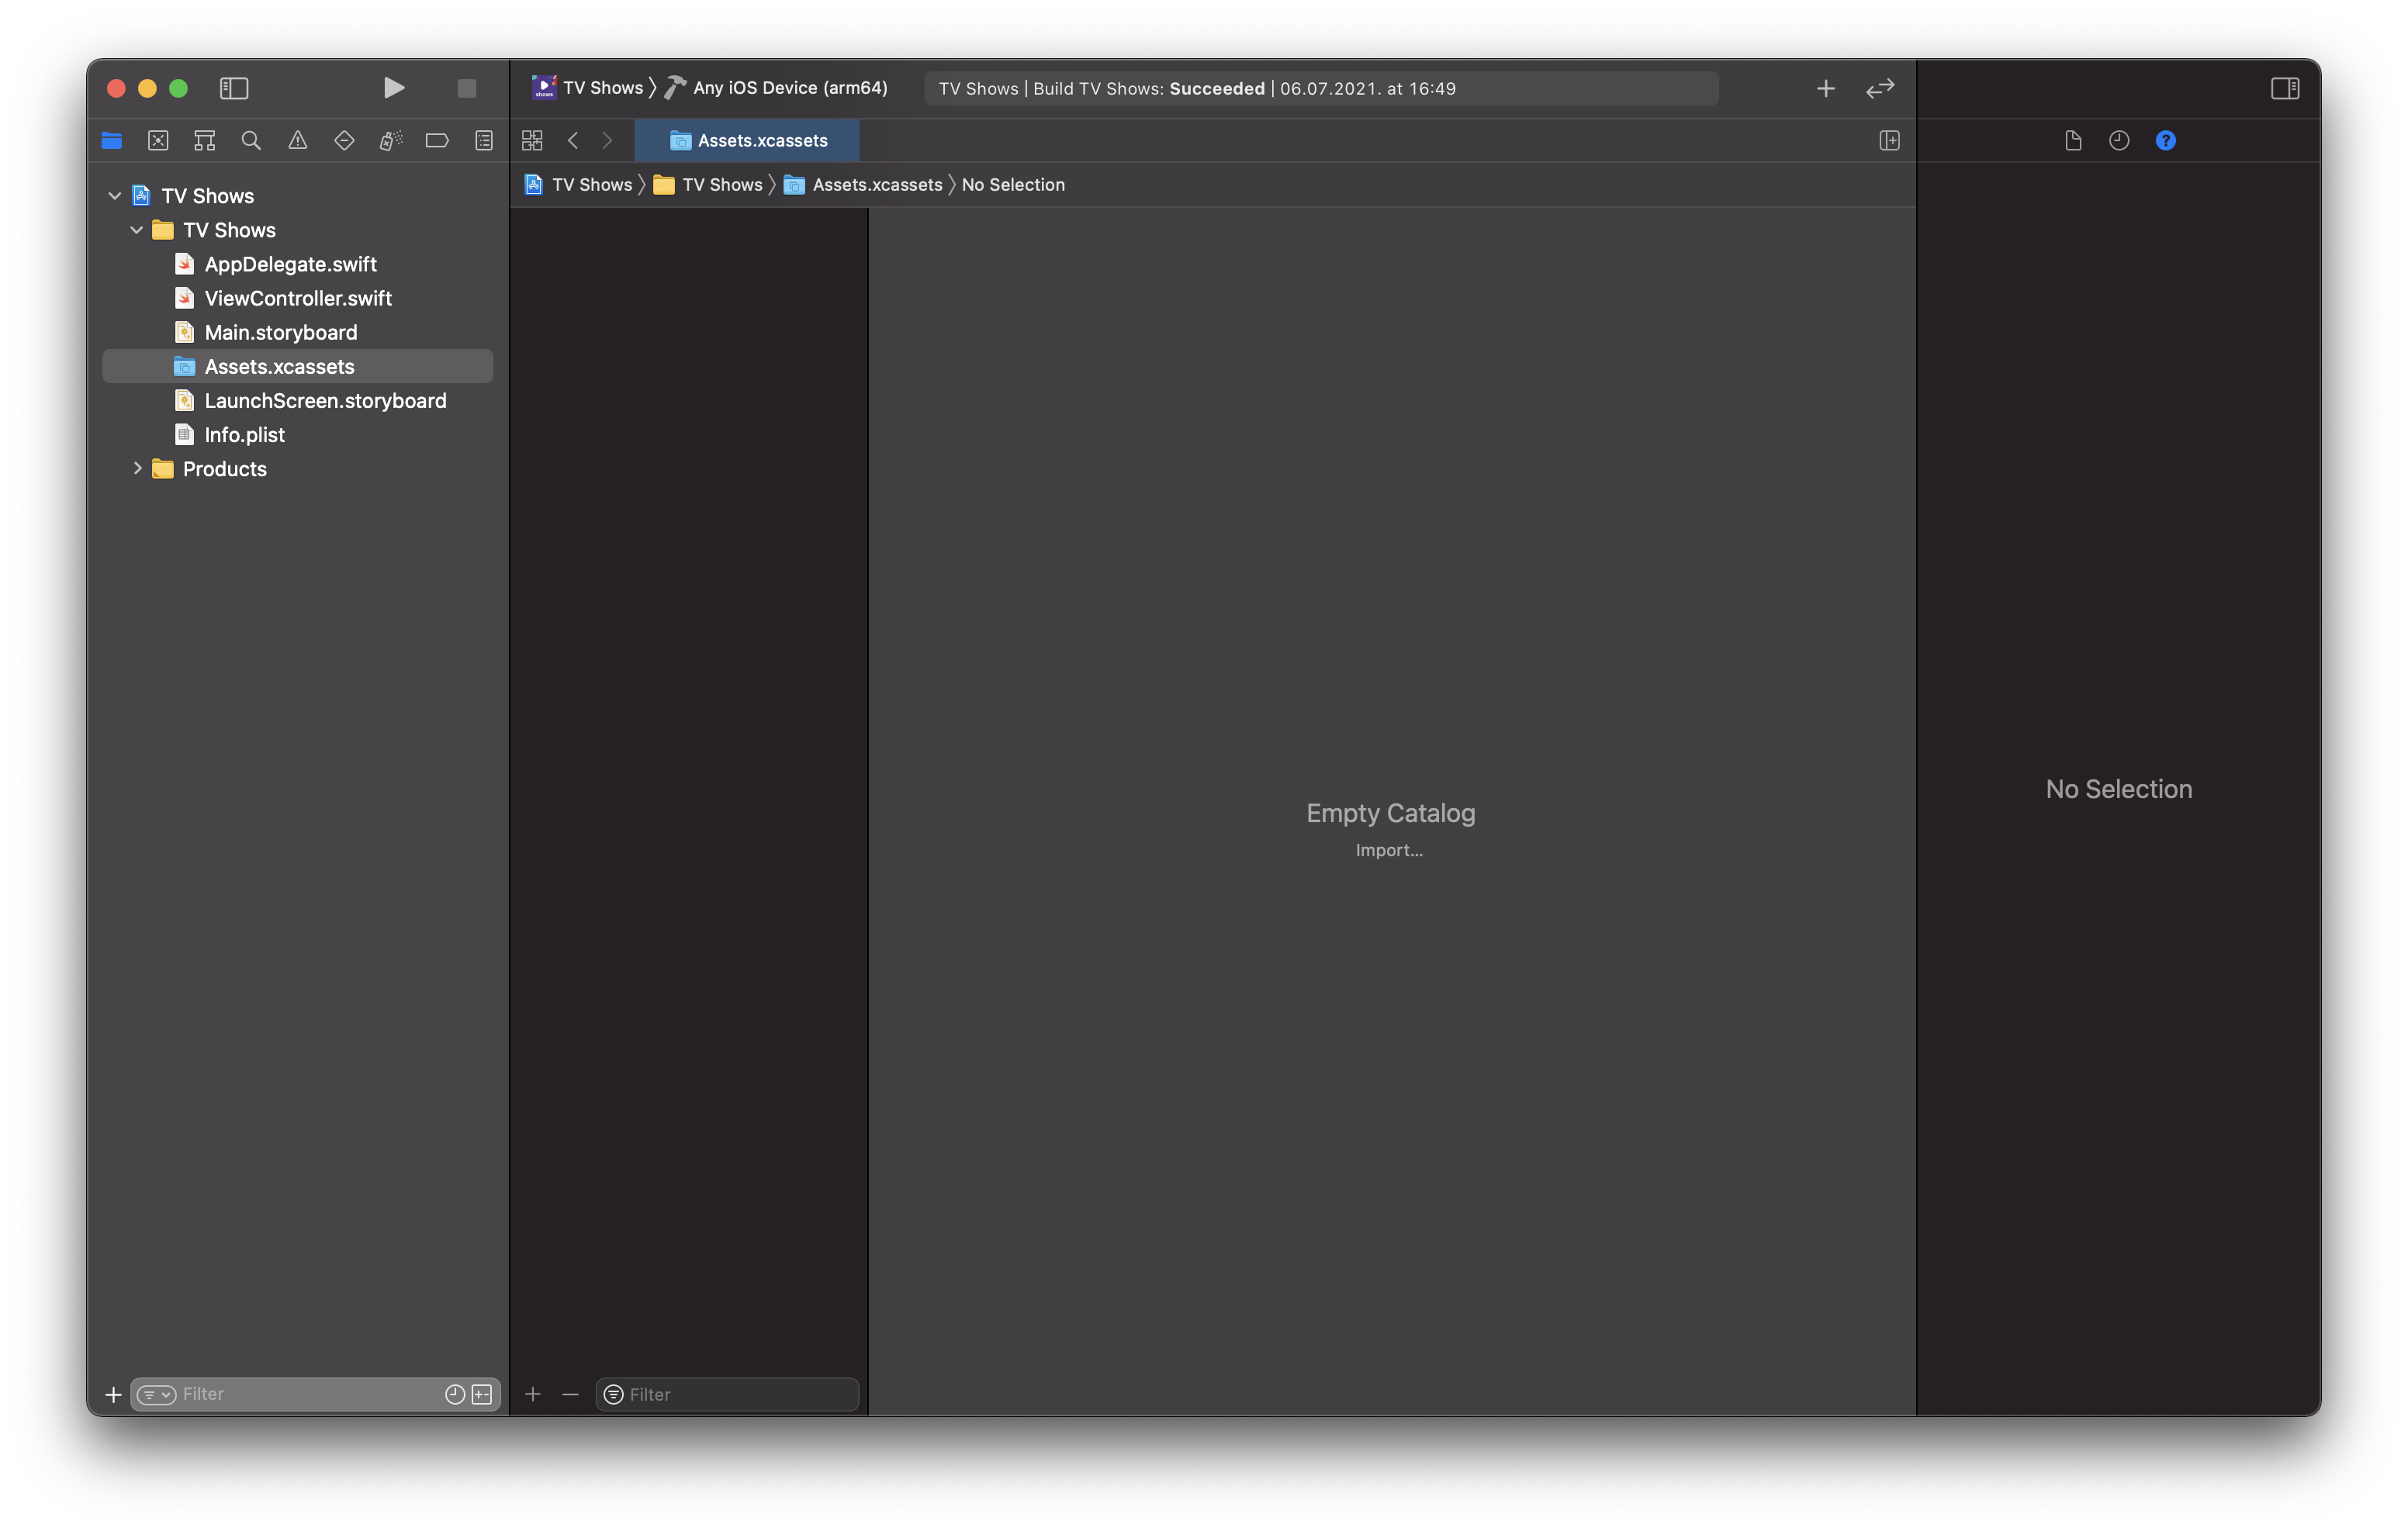 TV Shows
Any iOS Device (arm64)
TV Shows | Build TV Shows: Succeeded | 06.07.2021. at 16:49
Assets.xcassets
TV Shows
TV Shows
Assets.xcassets
No Selection
TV Shows
TV Shows
AppDelegate.swift
ViewController.swift
Main.storyboard
Assets.xcassets
LaunchScreen.storyboard
Info.plist
Products
Empty Catalog
Import...
No Selection
Filter
Filter